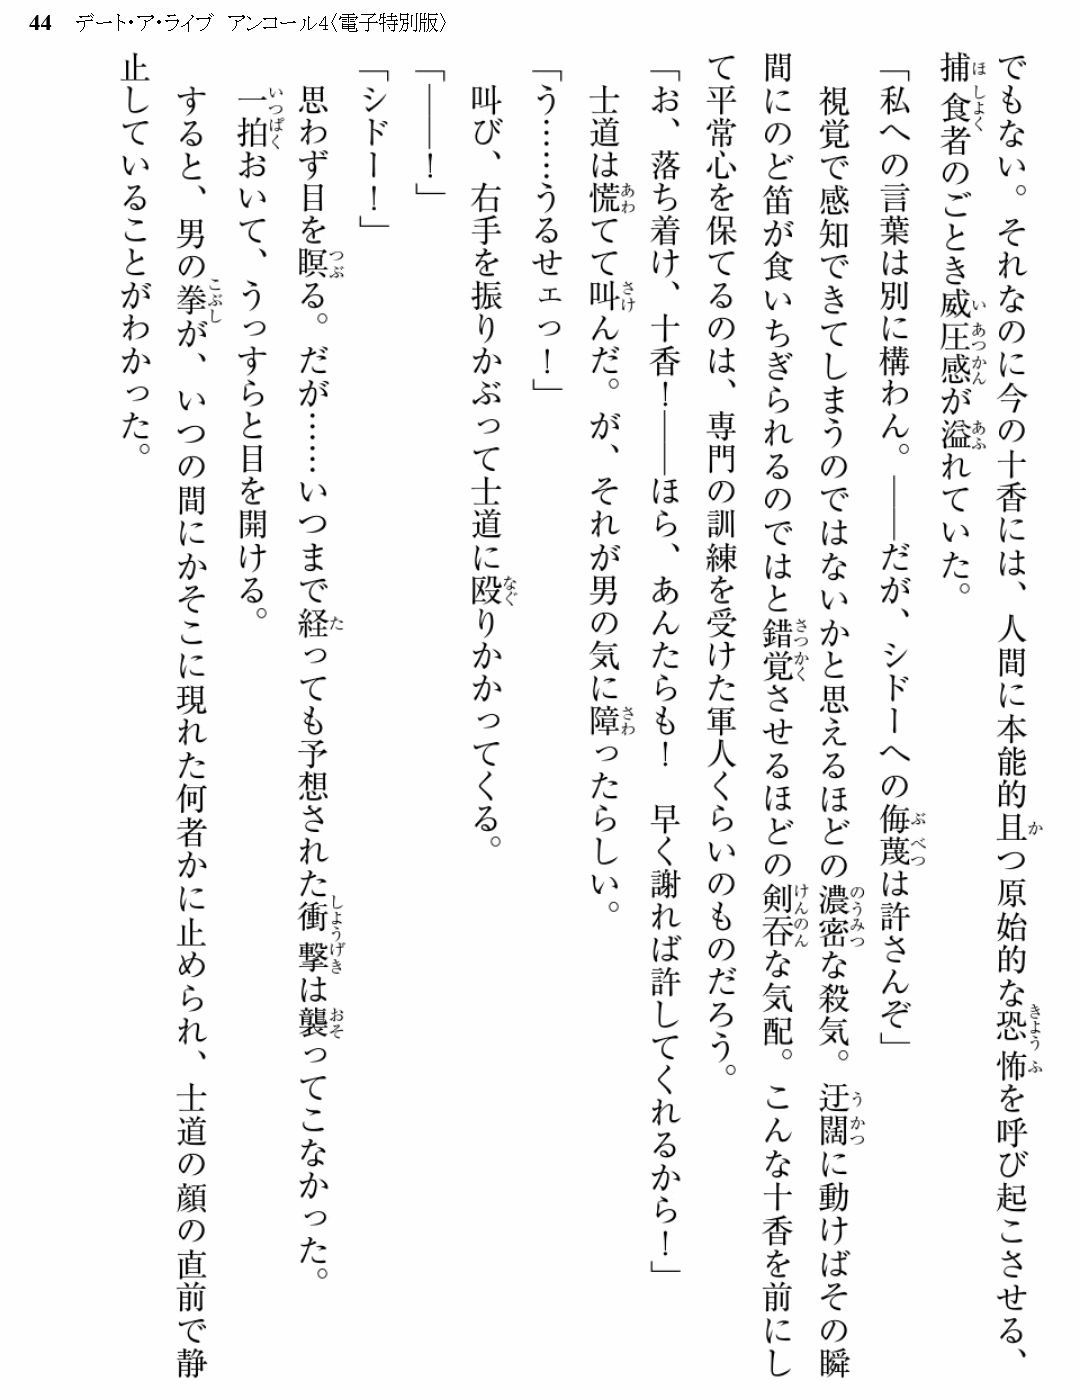 44 デート・ア・ライブ アンコール4〈電子特別版〉
でもない。それなのに今の十香には、人間に本能的且つ原始的な恐怖を呼び起こさせる、
捕食者のごとき威圧感が溢れていた。
「私への言葉は別に構わん。――だが、シドーへの侮蔑は許さんぞ」
視覚で感知できてしまうのではないかと思えるほどの濃密な殺気。迂闊に動けばその瞬
間にのど笛が食いちぎられるのではと錯覚させるほどの剣呑な気配。こんな十香を前にし
て平常心を保てるのは、専門の訓練を受けた軍人くらいのものだろう。
「お、落ち着け、十香！――ほら、あんたらも！　早く謝れば許してくれるから！」
士道は慌てて叫んだ。が、それが男の気に障ったらしい。
「う……うるせェっ！」
叫び、右手を振りかぶって士道に殴りかかってくる。
「――！」
「シドー！」
思わず目を瞑る。だが……いつまで経っても予想された衝撃は襲ってこなかった。
一拍おいて、うっすらと目を開ける。
すると、男の拳が、いつの間にかそこに現れた何者かに止められ、士道の顔の直前で静
止していることがわかった。